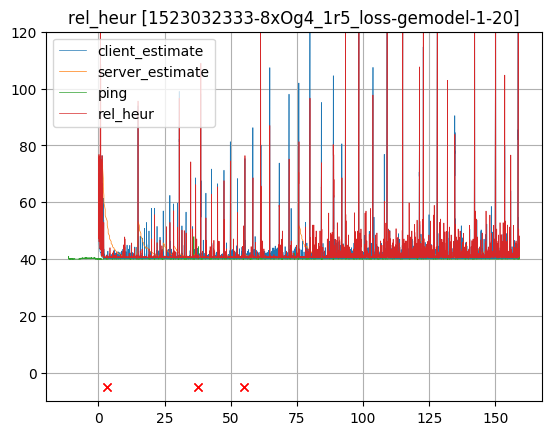 rel_heur [1523032333-8xOg4_1r5_loss-gemodel-1-20]
120
100
80
60
40
20
0
client_estimate
server_estimate
ping
rel_heur
0 25 50 75 100 125 150